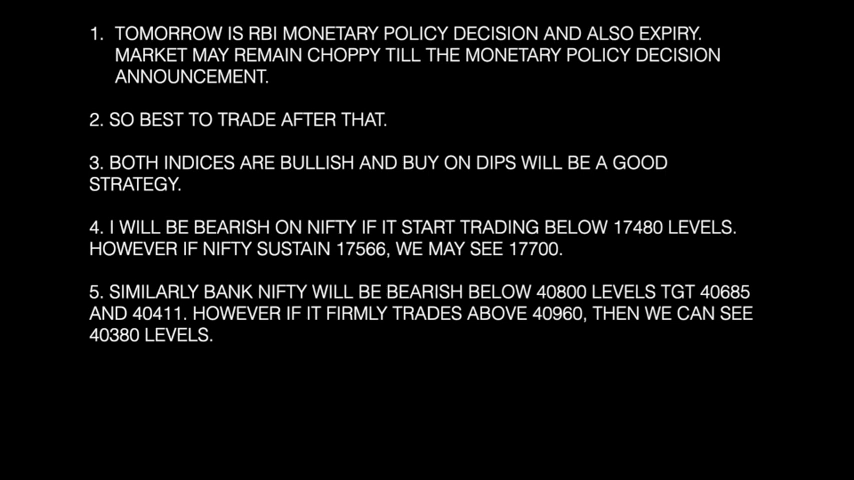 1. TOMORROW IS RBI MONETARY POLICY DECISION AND ALSO EXPIRY.
MARKET MAY REMAIN CHOPPY TILL THE MONETARY POLICY DECISION
ANNOUNCEMENT.
2. SO BEST TO TRADE AFTER THAT.
3. BOTH INDICES ARE BULLISH AND BUY ON DIPS WILL BE A GOOD
STRATEGY.
4. I WILL BE BEARISH ON NIFTY IF IT START TRADING BELOW 17480 LEVELS.
HOWEVER IF NIFTY SUSTAIN 17566, WE MAY SEE 17700.
5. SIMILARLY BANK NIFTY WILL BE BEARISH BELOW 40800 LEVELS TGT 40685
AND 40411. HOWEVER IF IT FIRMLY TRADES ABOVE 40960, THEN WE CAN SEE
40380 LEVELS.